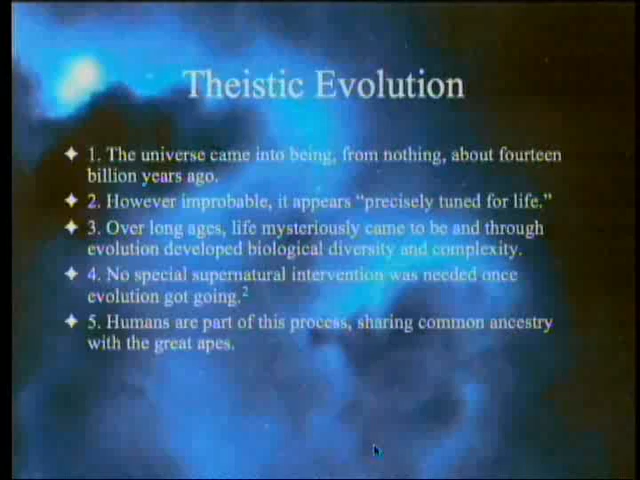 Theistic Evolution
✦ 1. The universe came into being, from nothing, about fourteen
billion years ago.
✦ 2. However improbable, it appears “precisely tuned for life.”
✦ 3. Over long ages, life mysteriously came to be and through
evolution developed biological diversity and complexity.
✦ 4. No special supernatural intervention was needed once
evolution got going.²
✦ 5. Humans are part of this process, sharing common ancestry
with the great apes.